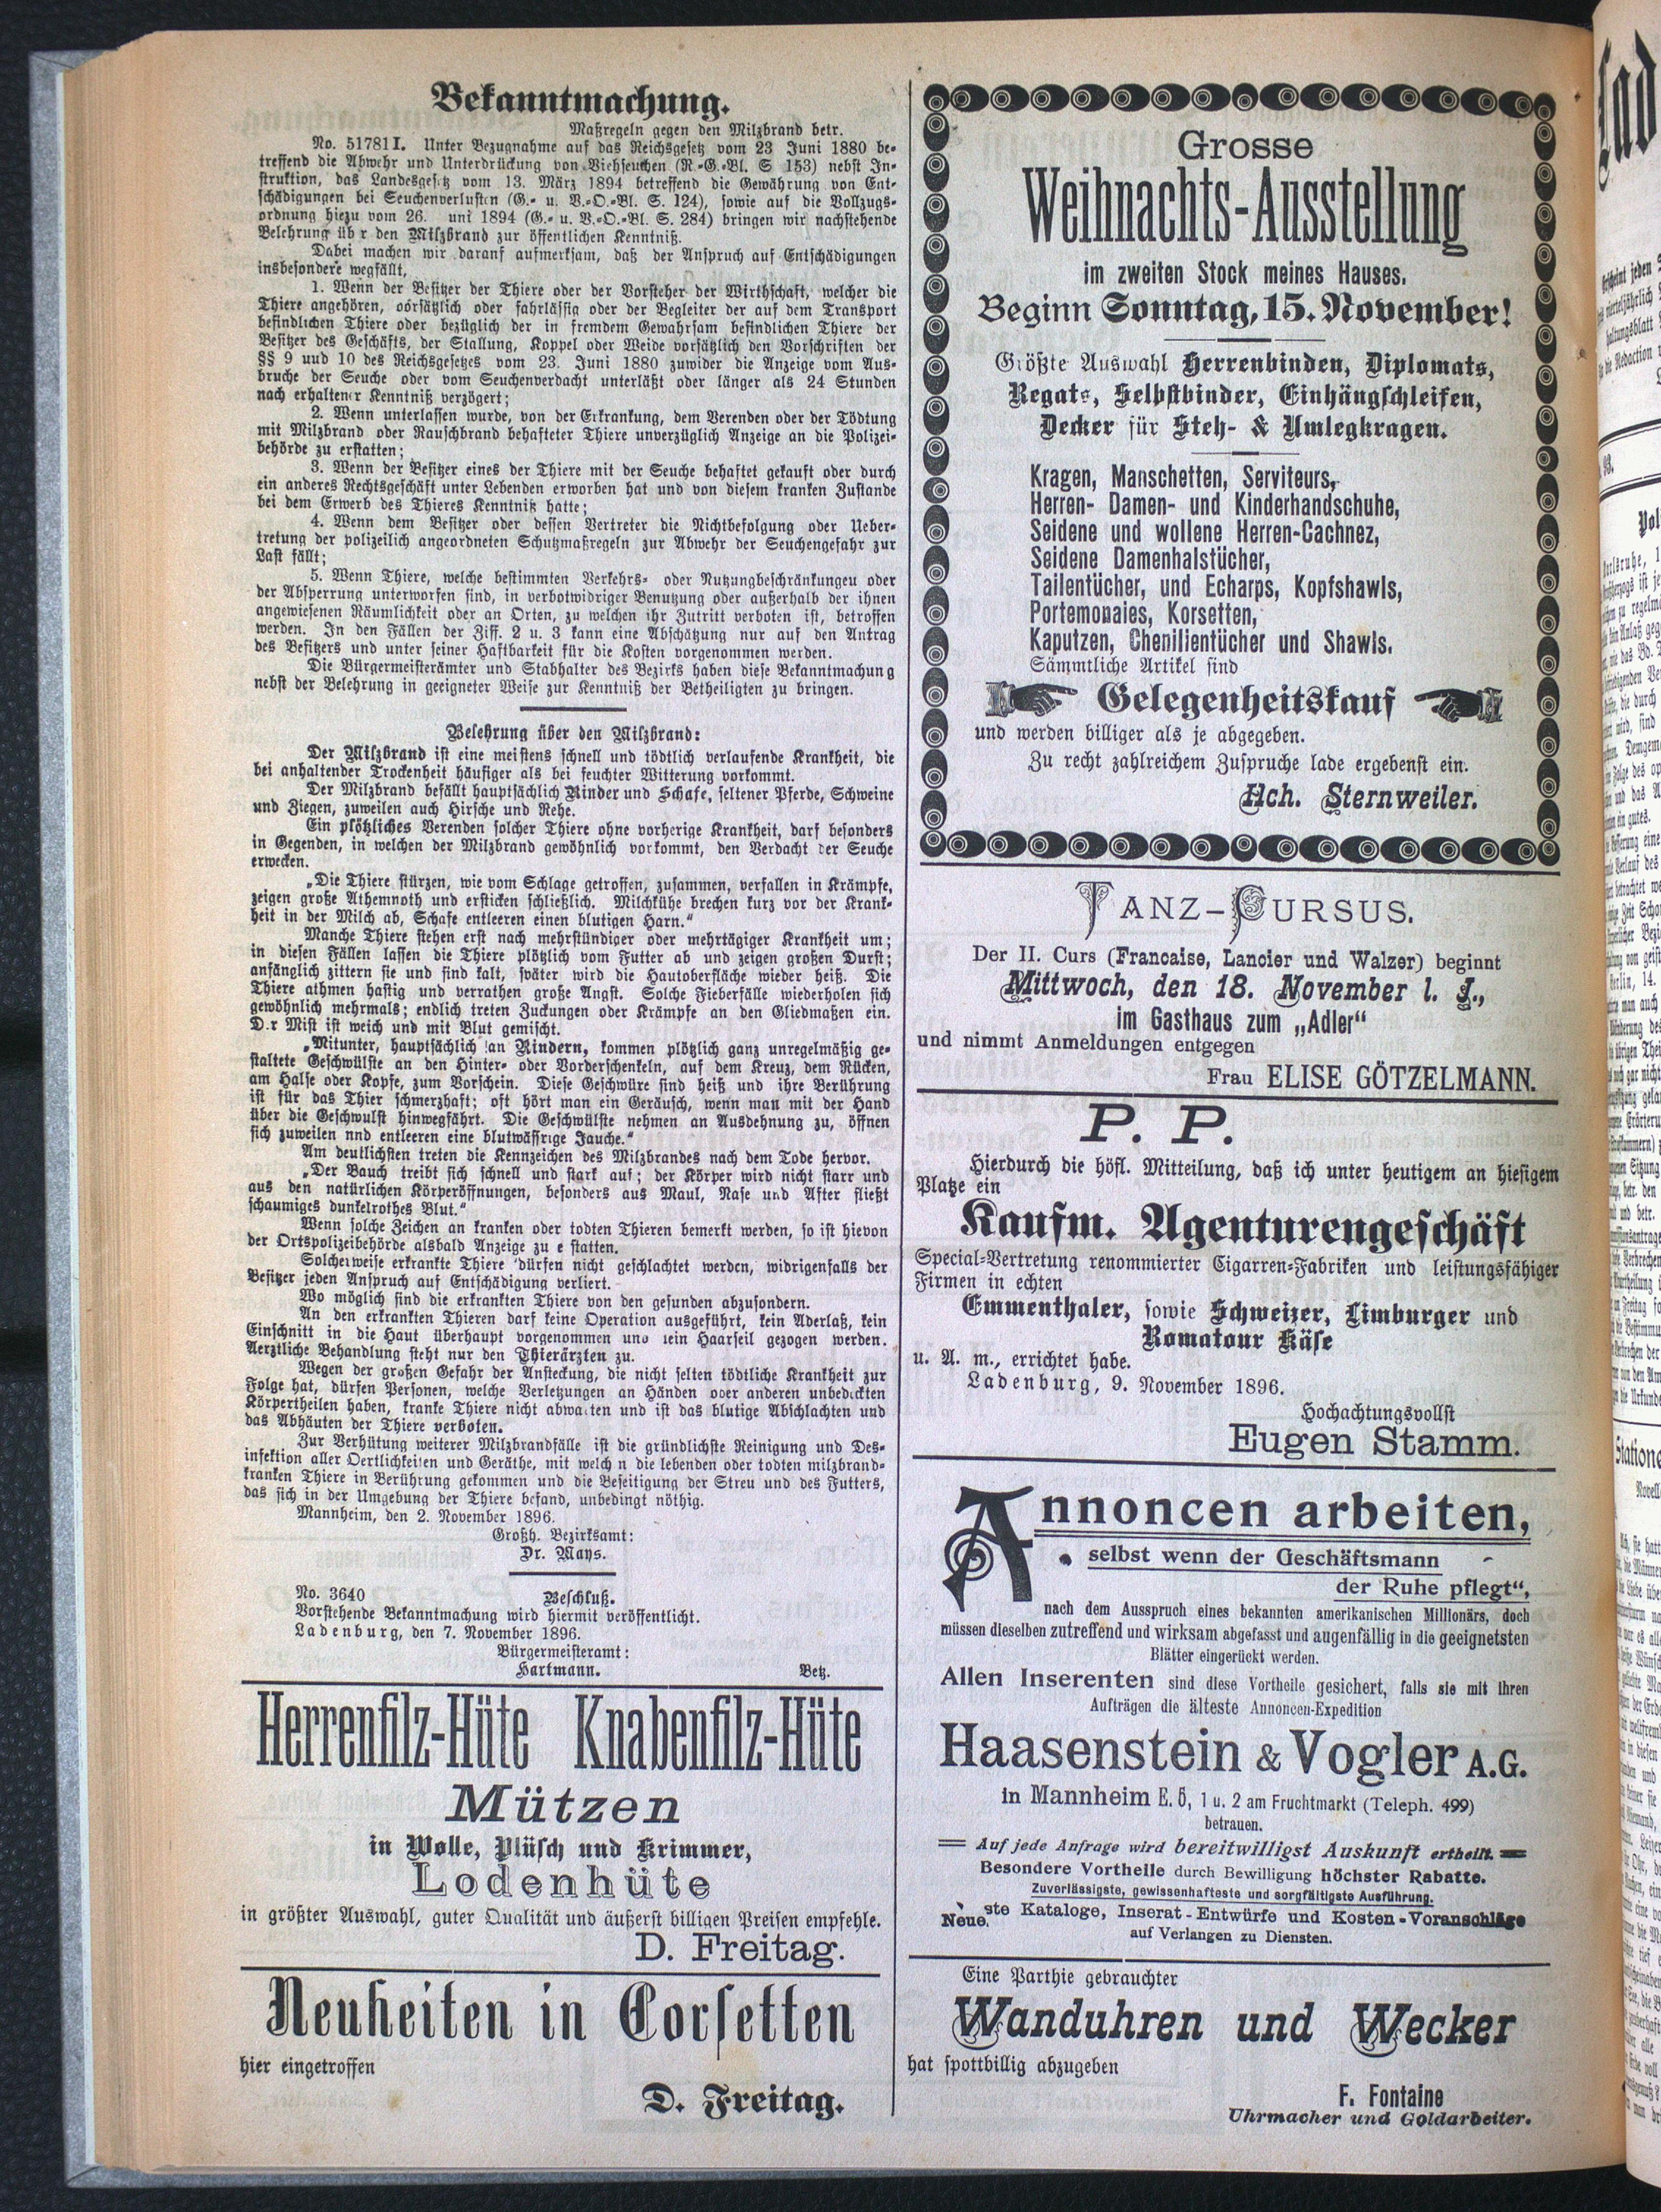 Bekanntmachung.
Maßregeln gegen den Milzbrand betr.
No. 51781 I. Unter Bezugnahme auf das Reichsgesetz vom 23 Juni 1880 be-
treffend die Abwehr und Unterdrückung von Viehseuchen (R.-G.-Bl. S 153) nebst In-
struktion, das Landesgesetz vom 13. März 1894 betreffend die Gewährung von Ent-
schädigungen bei Seuchenverlusten (G.- u. V.-O.-Bl. S. 124), sowie auf die Vollzugs-
ordnung hiezu vom 26. uni 1894 (G.- u. V.-O.-Bl. S. 284) bringen wir nachstehende
Belehrung üb r den Milzbrand zur öffentlichen Kenntniß.
Dabei machen wir darauf aufmerksam, daß der Anspruch auf Entschädigungen
insbesondere wegfällt,
1. Wenn der Besitzer der Thiere oder der Vorsteher der Wirthschaft, welcher die
Thiere angehören, vorsätzlich oder fahrlässig oder der Begleiter der auf dem Transport
befindlichen Thiere oder bezüglich der in fremdem Gewahrsam befindlichen Thiere der
Besitzer des Geschäfts, der Stallung, Koppel oder Weide vorsätzlich den Vorschriften der
§§ 9 uud 10 des Reichsgesetzes vom 23. Juni 1880 zuwider die Anzeige vom Aus-
bruche der Seuche oder vom Seuchenverdacht unterläßt oder länger als 24 Stunden
nach erhaltener Kenntniß verzögert;
2. Wenn unterlassen wurde, von der Erkrankung, dem Verenden oder der Tödtung
mit Milzbrand oder Rauschbrand behafteter Thiere unverzüglich Anzeige an die Polizei-
behörde zu erstatten;
3. Wenn der Besitzer eines der Thiere mit der Seuche behaftet gekauft oder durch
ein anderes Rechtsgeschäft unter Lebenden erworben hat und von diesem kranken Zustande
bei dem Erwerb des Thieres Kenntniß hatte;
4. Wenn dem Besitzer oder dessen Vertreter die Nichtbefolgung oder Ueber-
tretung der polizeilich angeordneten Schutzmaßregeln zur Abwehr der Seuchengefahr zur
Last fällt;
5. Wenn Thiere, welche bestimmten Verkehrs- oder Nutzungbeschränkungeu oder
der Absperrung unterworfen sind, in verbotwidriger Benutzung oder außerhalb der ihnen
angewiesenen Räumlichkeit oder an Orten, zu welchen ihr Zutritt verboten ist, betroffen
werden. In den Fällen der Ziff. 2 u. 3 kann eine Abschätzung nur auf den Antrag
des Besitzers und unter seiner Haftbarkeit für die Kosten vorgenommen werden.
Die Bürgermeisterämter und Stabhalter des Bezirks haben diese Bekanntmachung
nebst der Belehrung in geeigneter Weise zur Kenntniß der Betheiligten zu bringen.
Belehrung über den Milzbrand:
Der Milzbrand ist eine meistens schnell und tödtlich verlaufende Krankheit, die
bei anhaltender Trockenheit häufiger als bei feuchter Witterung vorkommt.
Der Milzbrand befällt hauptsächlich Rinder und Schafe, seltener Pferde, Schweine
und Ziegen, zuweilen auch Hirsche und Rehe.
Ein plötzliches Verenden solcher Thiere ohne vorherige Krankheit, darf besonders
in Gegenden, in welchen der Milzbrand gewöhnlich vorkommt, den Verdacht der Seuche
erwecken.
„Die Thiere stürzen, wie vom Schlage getroffen, zusammen, verfallen in Krämpfe,
zeigen große Athemnoth und ersticken schließlich. Milchkühe brechen kurz vor der Krank-
heit in der Milch ab, Schafe entleeren einen blutigen Harn.“
Manche Thiere stehen erst nach mehrstündiger oder mehrtägiger Krankheit um;
in diesen Fällen lassen die Thiere plötzlich vom Futter ab und zeigen großen Durst;
anfänglich zittern sie und sind kalt, später wird die Hautoberfläche wieder heiß. Die
Thiere athmen hastig und verrathen große Angst. Solche Fieberfälle wiederholen sich
gewöhnlich mehrmals; endlich treten Zuckungen oder Krämpfe an den Gliedmaßen ein.
D.r Mist ist weich und mit Blut gemischt.
„Mitunter, hauptsächlich an Rindern, kommen plötzlich ganz unregelmäßig ge-
staltete Geschwülste an den Hinter- oder Vorderschenkeln, auf dem Kreuz, dem Rücken,
am Halse oder Kopfe, zum Vorschein. Diese Geschwüre sind heiß und ihre Berührung
ist für das Thier schmerzhaft; oft hört man ein Geräusch, wenn man mit der Hand
über die Geschwulst hinwegfährt. Die Geschwülste nehmen an Ausdehnung zu, öffnen
sich zuweilen nnd entleeren eine blutwässrige Jauche.“
Am deutlichsten treten die Kennzeichen des Milzbrandes nach dem Tode hervor.
„Der Bauch treibt sich schnell und stark auf; der Körper wird nicht starr und
aus den natürlichen Körperöffnungen, besonders aus Maul, Nase und After fließt
schaumiges dunkelrothes Blut.“
Wenn solche Zeichen an kranken oder todten Thieren bemerkt werden, so ist hievon
der Ortspolizeibehörde alsbald Anzeige zu e statten.
Solcherweise erkrankte Thiere dürfen nicht geschlachtet werden, widrigenfalls der
Besitzer jeden Anspruch auf Entschädigung verliert.
Wo möglich sind die erkrankten Thiere von den gesunden abzusondern.
An den erkrankten Thieren darf keine Operation ausgeführt, kein Aderlaß, kein
Einschnitt in die Haut überhaupt vorgenommen und kein Haarseil gezogen werden.
Aerztliche Behandlung steht nur den Thierärzten zu.
Wegen der großen Gefahr der Ansteckung, die nicht selten tödtliche Krankheit zur
Folge hat, dürfen Personen, welche Verletzungen an Händen oder anderen unbedeckten
Körpertheilen haben, kranke Thiere nicht abwarten und ist das blutige Abschlachten und
das Abhäuten der Thiere verboten.
Zur Verhütung weiterer Milzbrandfälle ist die gründlichste Reinigung und Des-
infektion aller Oertlichkeiten und Geräthe, mit welch n die lebenden oder todten milzbrand-
kranken Thiere in Berührung gekommen und die Beseitigung der Streu und des Futters,
das sich in der Umgebung der Thiere befand, unbedingt nöthig.
Mannheim, den 2. November 1896.
Großh. Bezirksamt:
Dr. Mays.
No. 3640 Beschluß.
Vorstehende Bekanntmachung wird hiermit veröffentlicht.
Ladenburg, den 7. November 1896.
Bürgermeisteramt:
Hartmann. Betz.
Herrenfilz-Hüte Knabenfilz-Hüte
Mützen
in Wolle, Plüsch und Krimmer,
Lodenhüte
in größter Auswahl, guter Qualität und äußerst billigen Preisen empfehle.
D. Freitag.
Neuheiten in Corsetten
hier eingetroffen
D. Freitag.
Grosse
Weihnachts-Ausstellung
im zweiten Stock meines Hauses.
Beginn Sonntag, 15. November!
Größte Auswahl Herrenbinden, Diplomats,
Regats, Selbstbinder, Einhängschleifen,
Decker für Steh- & Umlegkragen.
Kragen, Manschetten, Serviteurs,
Herren- Damen- und Kinderhandschuhe,
Seidene und wollene Herren-Cachnez,
Seidene Damenhalstücher,
Tailentücher, und Echarps, Kopfshawls,
Portemonaies, Korsetten,
Kaputzen, Chenilientücher und Shawls.
Sämmtliche Artikel sind
Gelegenheitskauf
und werden billiger als je abgegeben.
Zu recht zahlreichem Zuspruche lade ergebenst ein.
Hch. Sternweiler.
TANZ-CURSUS.
Der II. Curs (Francaise, Lancier und Walzer) beginnt
Mittwoch, den 18. November l. J.,
im Gasthaus zum „Adler“
und nimmt Anmeldungen entgegen
Frau ELISE GÖTZELMANN.
P. P.
Hierdurch die höfl. Mitteilung, daß ich unter heutigem an hiesigem
Platze ein
Kaufm. Agenturengeschäft
Special-Vertretung renommierter Cigarren-Fabriken und leistungsfähiger
Firmen in echten
Emmenthaler, sowie Schweizer, Limburger und
Romatour Käse
u. A. m., errichtet habe.
Ladenburg, 9. November 1896.
Hochachtungsvollst
Eugen Stamm.
Annoncen arbeiten,
selbst wenn der Geschäftsmann
der Ruhe pflegt“,
nach dem Ausspruch eines bekannten amerikanischen Millionärs, doch
müssen dieselben zutreffend und wirksam abgefasst und augenfällig in die geeignetsten
Blätter eingerückt werden.
Allen Inserenten sind diese Vortheile gesichert, falls sie mit ihren
Aufträgen die älteste Annoncen-Expedition
Haasenstein & Vogler A.G.
in Mannheim E. 5, 1 u. 2 am Fruchtmarkt (Teleph. 499)
betrauen.
Auf jede Anfrage wird bereitwilligst Auskunft ertheilt.
Besondere Vortheile durch Bewilligung höchster Rabatte.
Zuverlässigste, gewissenhafteste und sorgfältigste Ausführung.
Neueste Kataloge, Inserat-Entwürfe und Kosten-Voranschläge
auf Verlangen zu Diensten.
Eine Parthie gebrauchter
Wanduhren und Wecker
hat spottbillig abzugeben
F. Fontaine
Uhrmacher und Goldarbeiter.